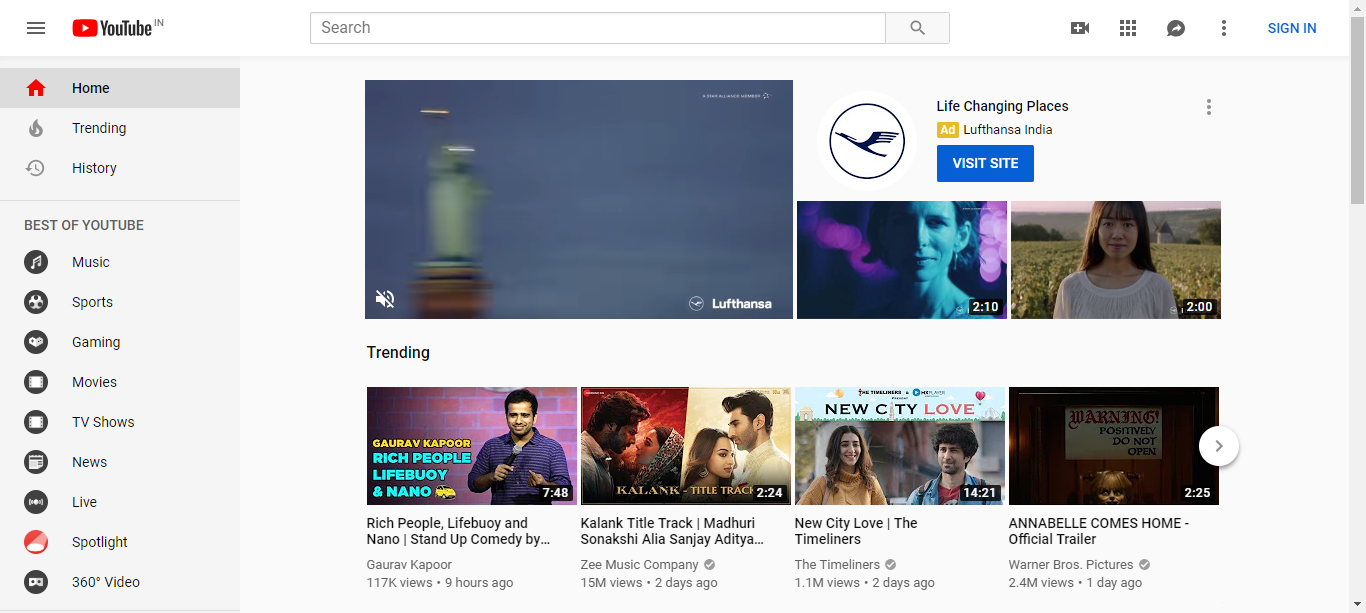 YouTube IN
Search
SIGN IN
Home
Trending
History
BEST OF YOUTUBE
Music
Sports
Gaming
Movies
TV Shows
News
Live
Spotlight
360° Video
A STAR ALLIANCE MEMBER
Lufthansa
Life Changing Places
Ad Lufthansa India
VISIT SITE
2:10
2:00
Trending
GAURAV KAPOOR
RICH PEOPLE
LIFEBUOY
& NANO
7:48
Rich People, Lifebuoy and
Nano | Stand Up Comedy by...
Gaurav Kapoor
117K views • 9 hours ago
KALANK - TITLE TRACK
2:24
Kalank Title Track | Madhuri
Sonakshi Alia Sanjay Aditya...
Zee Music Company
15M views • 2 days ago
THE TIMELINERS & MXPLAYER
PRESENT
NEW CITY LOVE
14:21
New City Love | The
Timeliners
The Timeliners
1.1M views • 2 days ago
WARNING!
POSITIVELY
DO NOT
OPEN
2:25
ANNABELLE COMES HOME -
Official Trailer
Warner Bros. Pictures
2.4M views • 1 day ago